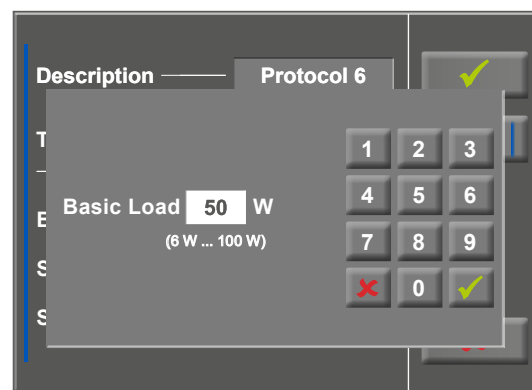 Description Protocol 6
T
1 2 3
4 5 6
Basic Load 50 W
B
(6 W ... 100 W)
7 8 9
S
0
S